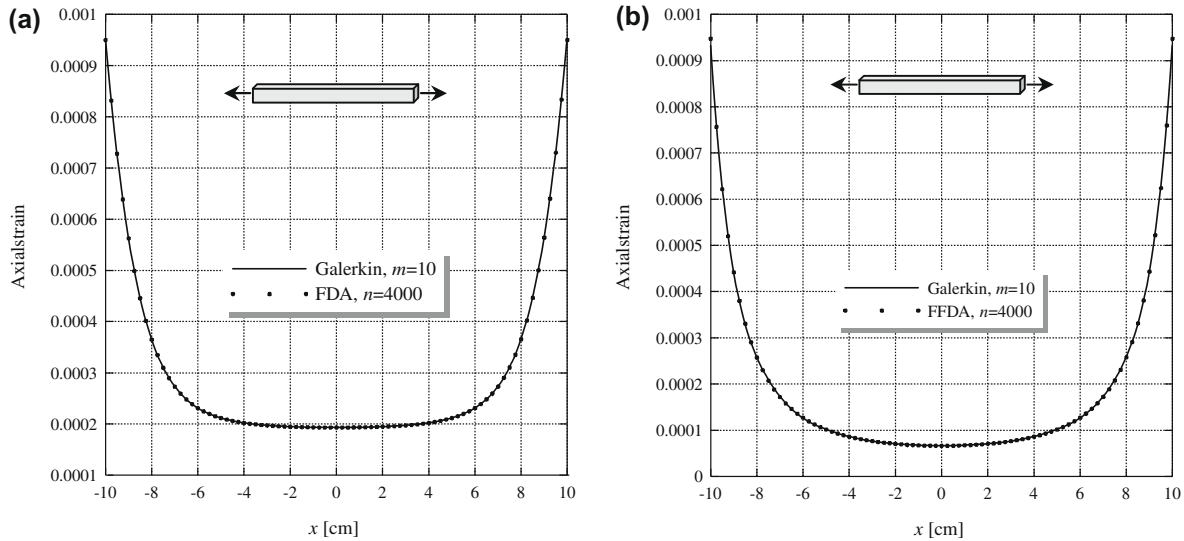 (a)
0.001
0.0009
0.0008
0.0007
0.0006
0.0005
0.0004
0.0003
0.0002
0.0001
Axialstrain
Galerkin, m=10
FDA, n=4000
-10 -8 -6 -4 -2 0 2 4 6 8 10
x [cm]
(b)
0.001
0.0009
0.0008
0.0007
0.0006
0.0005
0.0004
0.0003
0.0002
0.0001
0
Axialstrain
Galerkin, m=10
FFDA, n=4000
-10 -8 -6 -4 -2 0 2 4 6 8 10
x [cm]